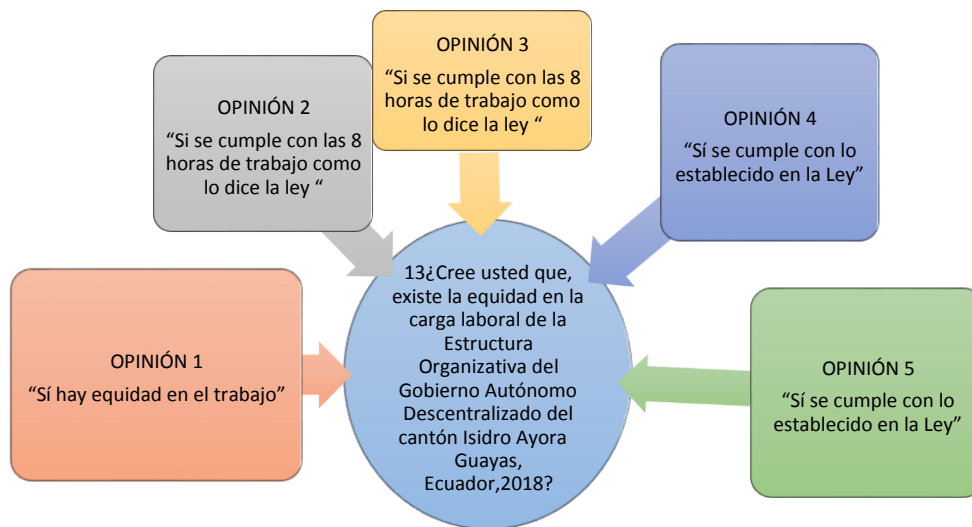 OPINIÓN 1
“Sí hay equidad en el trabajo”
OPINIÓN 2
“Si se cumple con las 8
horas de trabajo como
lo dice la ley “
OPINIÓN 3
“Si se cumple con las 8
horas de trabajo como
lo dice la ley “
OPINIÓN 4
“Sí se cumple con lo
establecido en la Ley”
OPINIÓN 5
“Sí se cumple con lo
establecido en la Ley”
13¿Cree usted que,
existe la equidad en la
carga laboral de la
Estructura
Organizativa del
Gobierno Autónomo
Descentralizado del
cantón Isidro Ayora
Guayas,
Ecuador,2018?